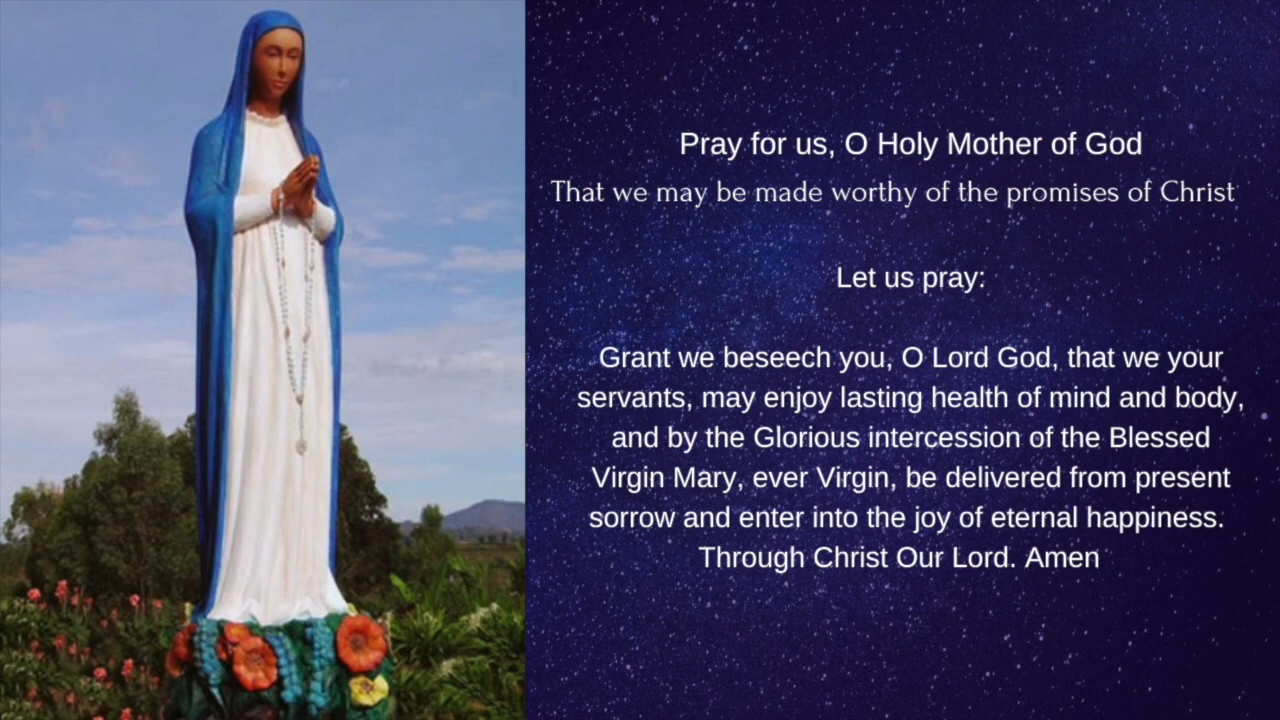 Pray for us, O Holy Mother of God
That we may be made worthy of the promises of Christ
Let us pray:
Grant we beseech you, O Lord God, that we your
servants, may enjoy lasting health of mind and body,
and by the Glorious intercession of the Blessed
Virgin Mary, ever Virgin, be delivered from present
sorrow and enter into the joy of eternal happiness.
Through Christ Our Lord. Amen